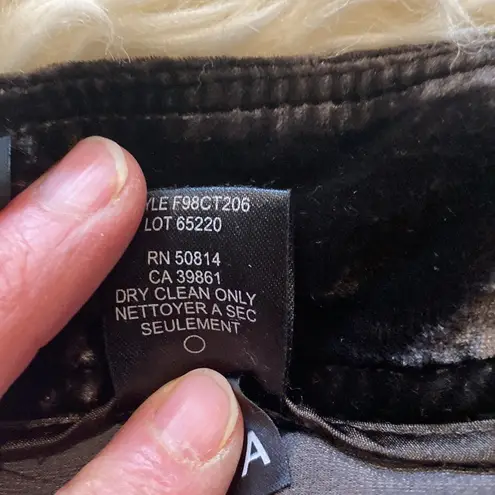 YLE F98CT206
LOT 65220
RN 50814
CA 39861
DRY CLEAN ONLY
NETTOYER A SEC
SEULEMENT
A